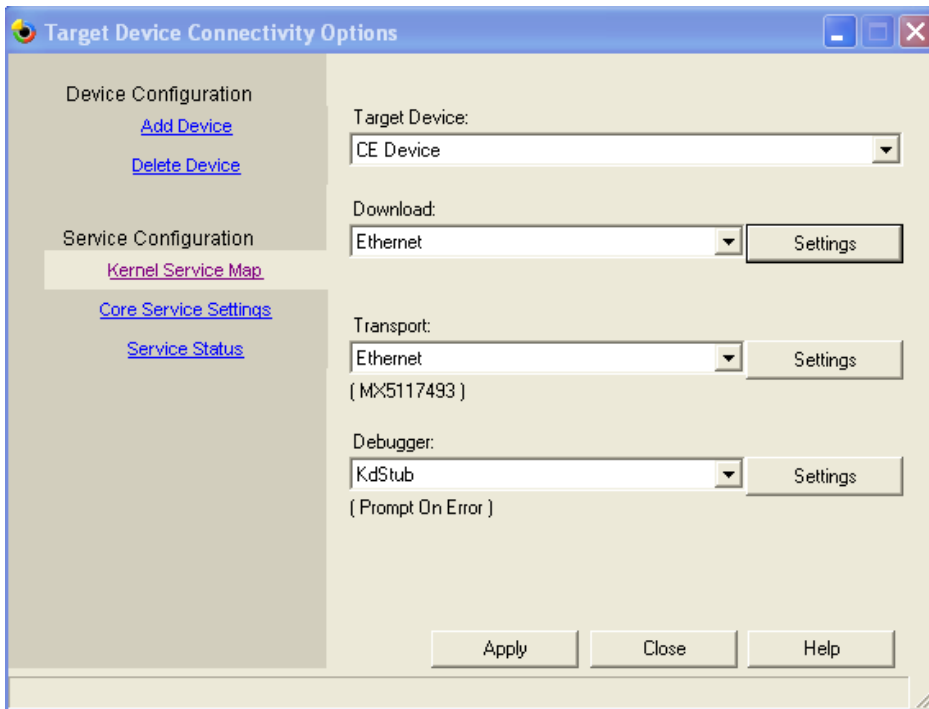 Target Device Connectivity Options
Device Configuration
Add Device
Delete Device
Service Configuration
Kernel Service Map
Core Service Settings
Service Status
Target Device:
CE Device
Download:
Ethernet
Settings
Transport:
Ethernet
Settings
( MX5117493 )
Debugger:
KdStub
Settings
( Prompt On Error )
Apply
Close
Help